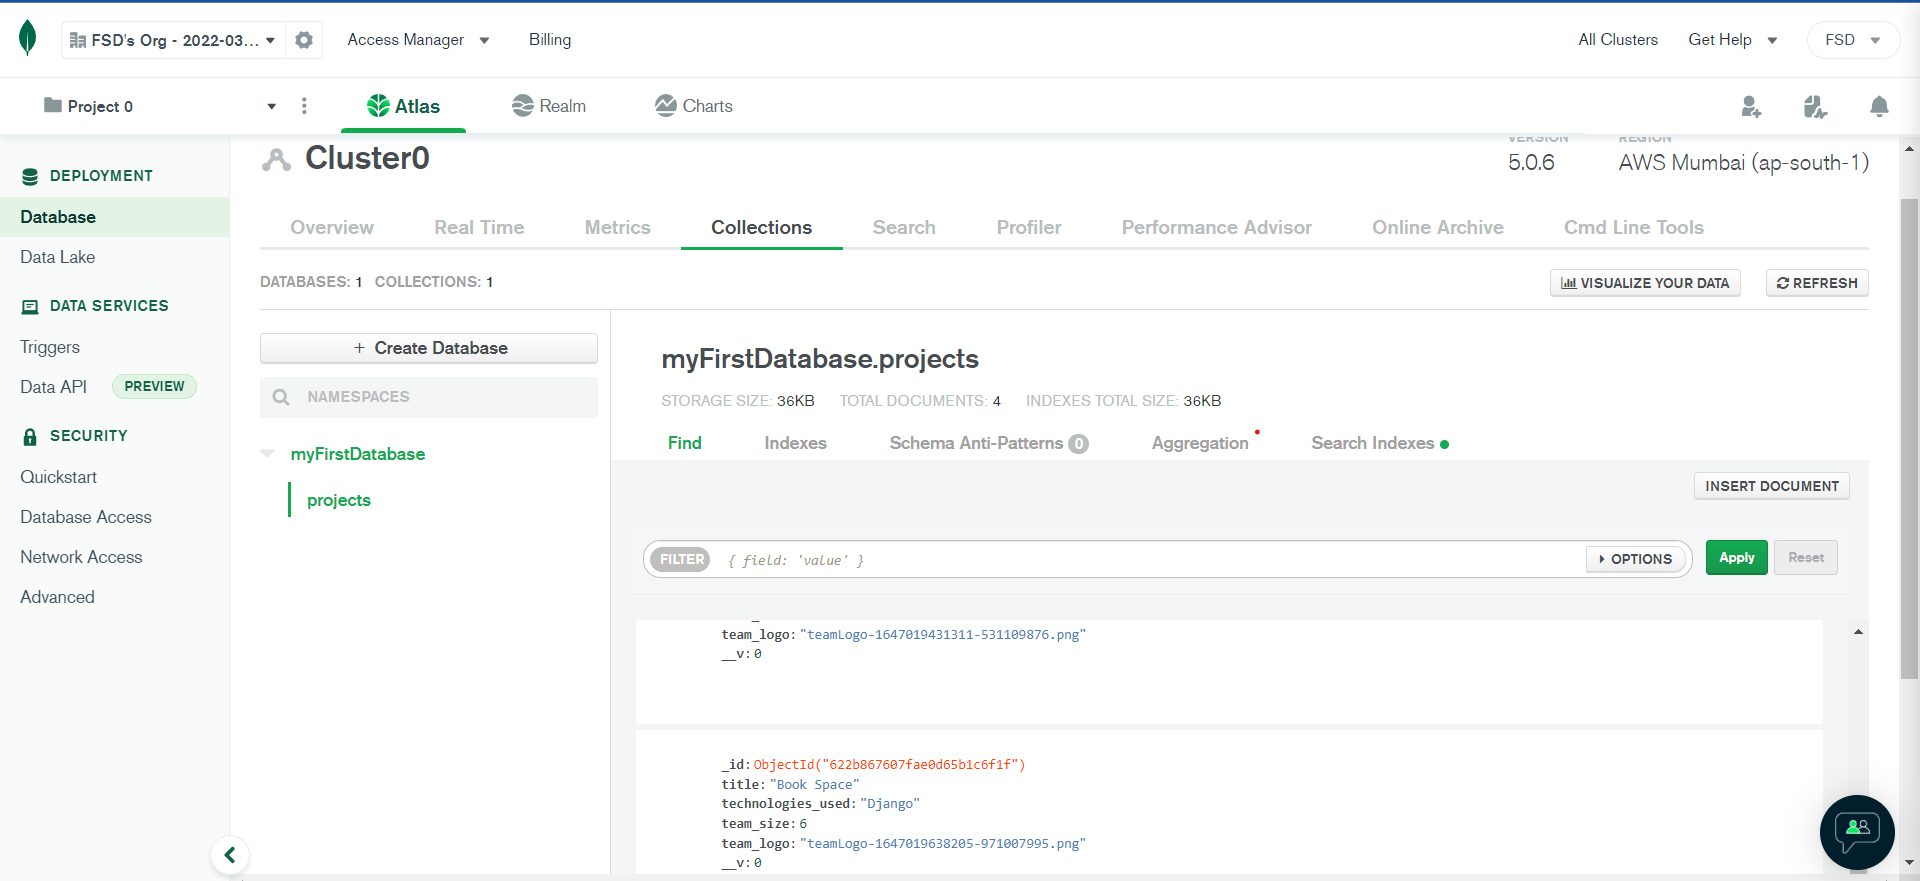 FSD's Org - 2022-03...
Access Manager
Billing
All Clusters
Get Help
FSD
Project 0
Atlas
Realm
Charts
DEPLOYMENT
Database
Data Lake
DATA SERVICES
Triggers
Data API
PREVIEW
SECURITY
Quickstart
Database Access
Network Access
Advanced
Cluster0
VERSION
5.0.6
REGION
AWS Mumbai (ap-south-1)
Overview
Real Time
Metrics
Collections
Search
Profiler
Performance Advisor
Online Archive
Cmd Line Tools
DATABASES: 1 COLLECTIONS: 1
VISUALIZE YOUR DATA
REFRESH
+ Create Database
NAMESPACES
myFirstDatabase
projects
myFirstDatabase.projects
STORAGE SIZE: 36KB TOTAL DOCUMENTS: 4 INDEXES TOTAL SIZE: 36KB
Find
Indexes
Schema Anti-Patterns 0
Aggregation
Search Indexes
INSERT DOCUMENT
FILTER
{ field: 'value' }
OPTIONS
Apply
Reset
team_logo: "teamLogo-1647019431311-531109876.png"
__v: 0
_id: ObjectId("622b867607fae0d65b1c6f1f")
title: "Book Space"
technologies_used: "Django"
team_size: 6
team_logo: "teamLogo-1647019638205-971007995.png"
__v: 0